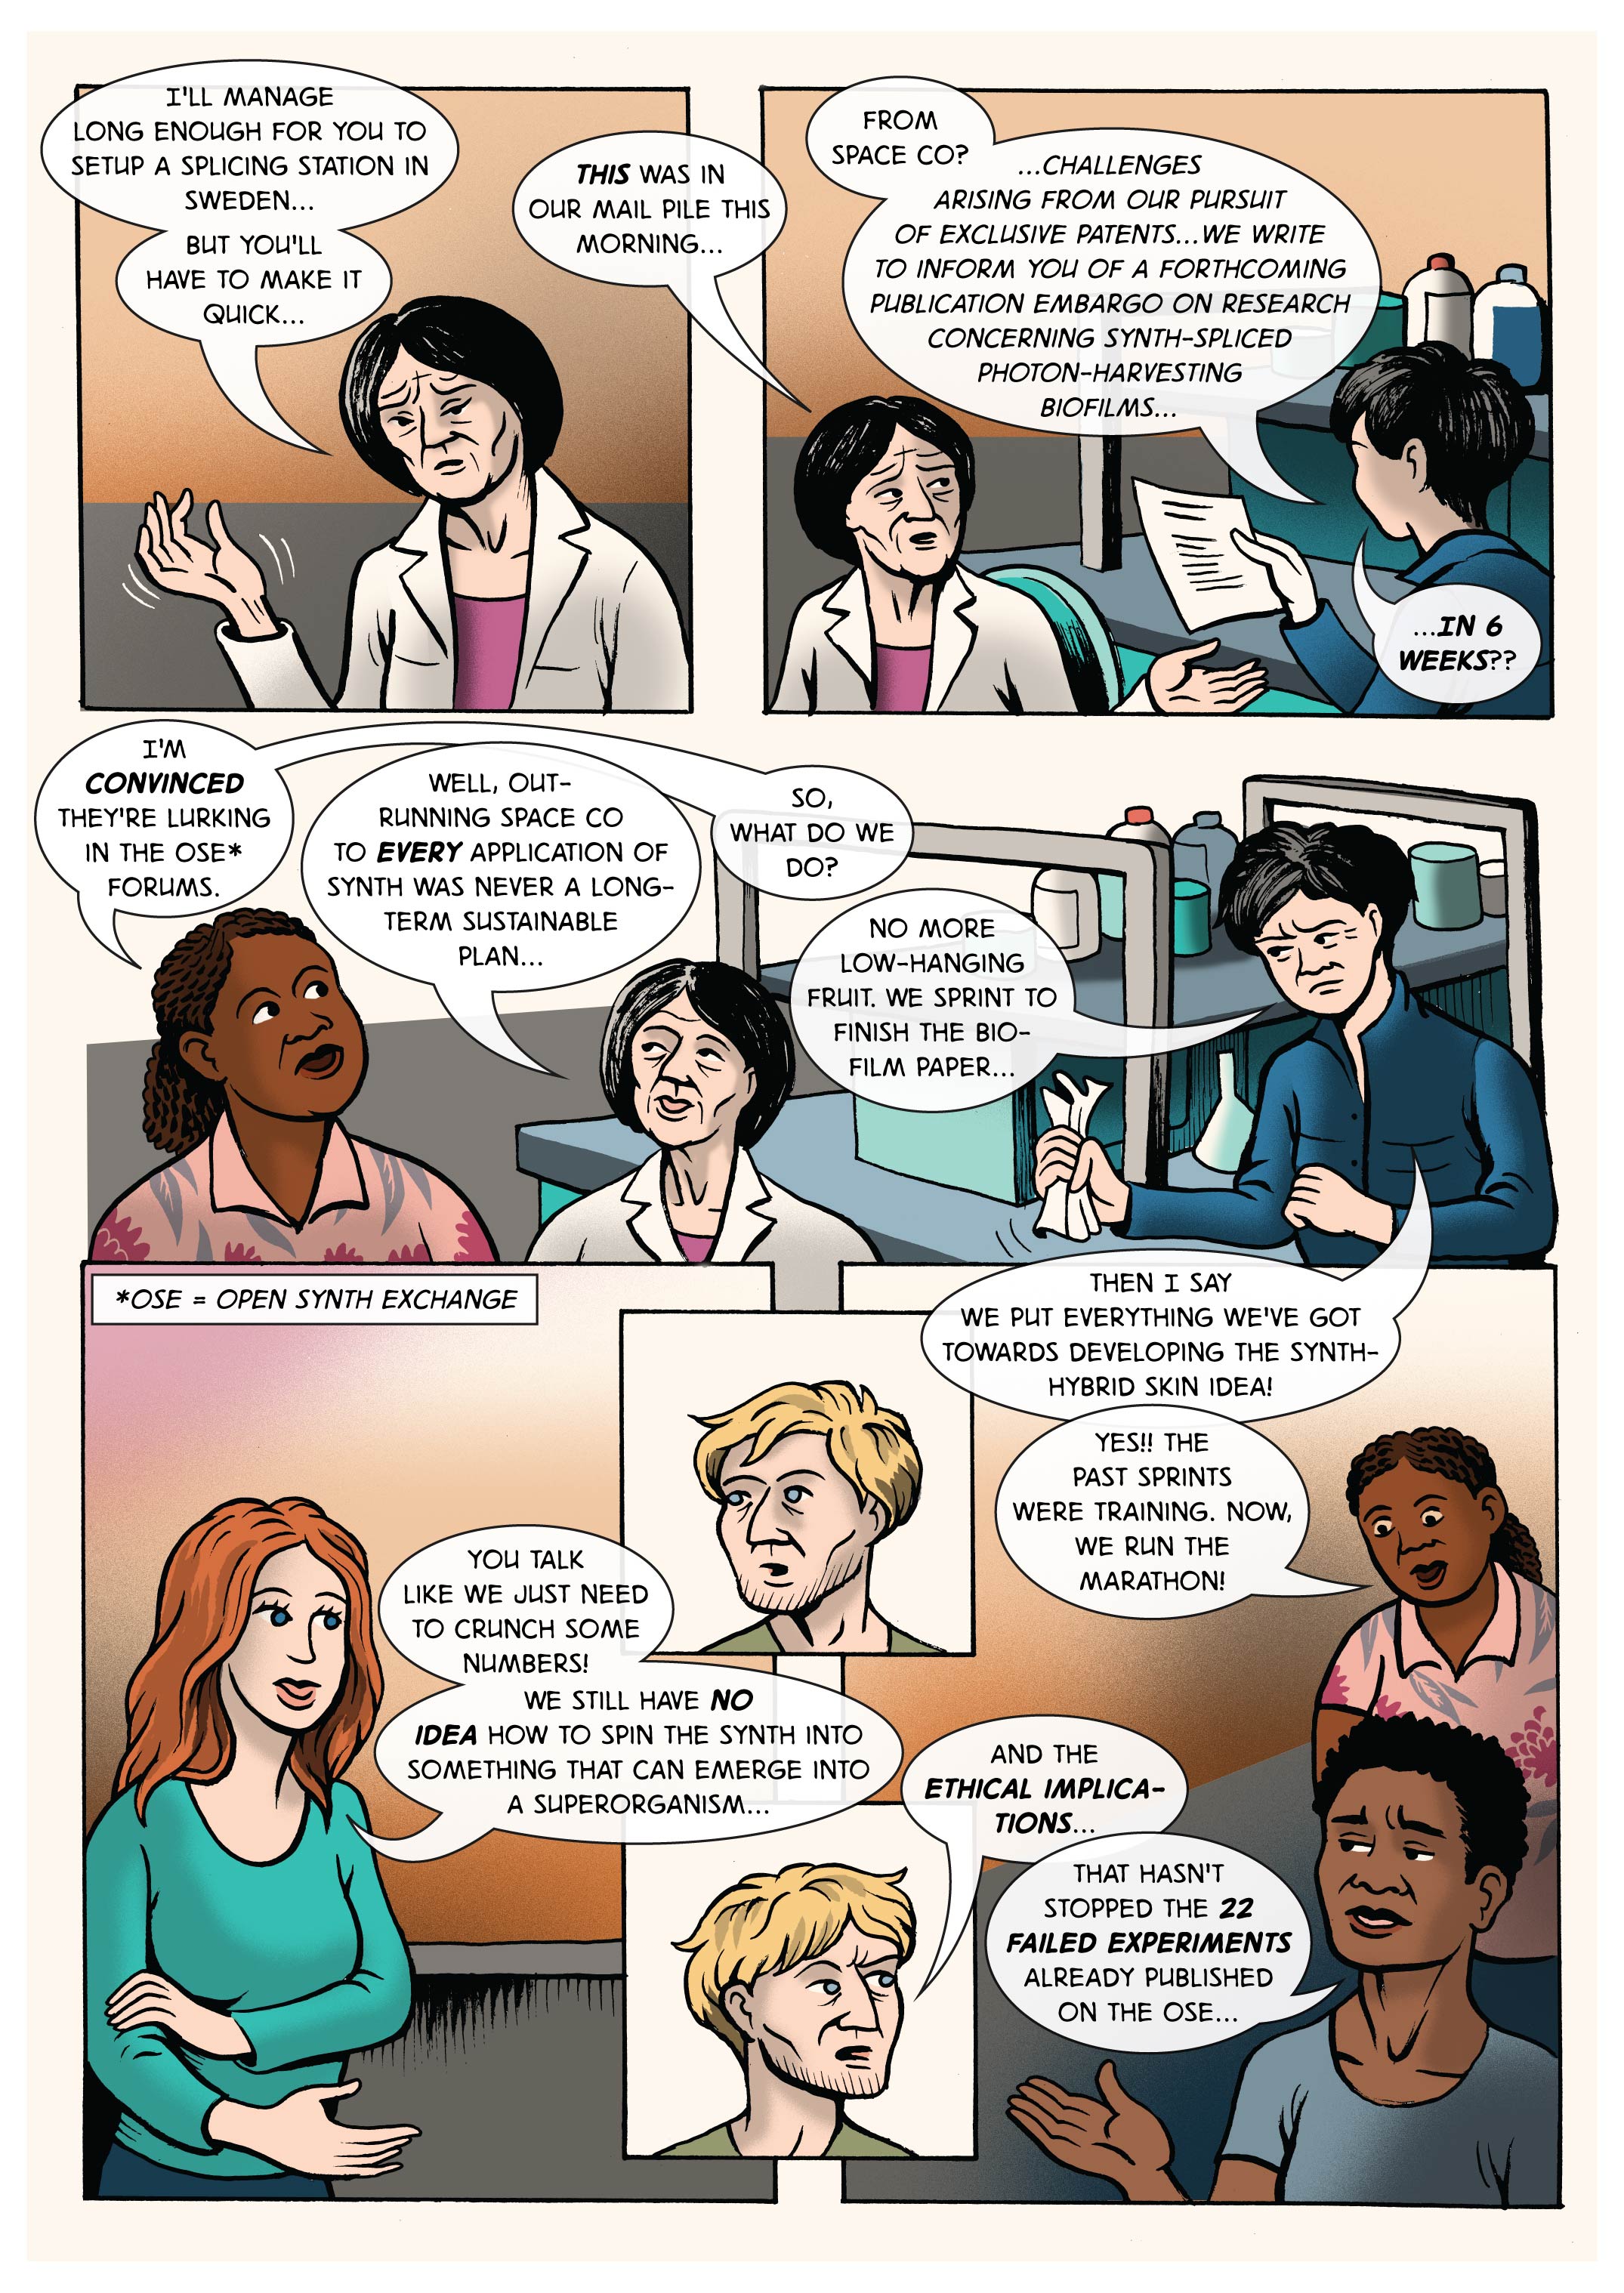 I'LL MANAGE
LONG ENOUGH FOR YOU TO
SETUP A SPLICING STATION IN
SWEDEN...
BUT YOU'LL
HAVE TO MAKE IT
QUICK...
THIS WAS IN
OUR MAIL PILE THIS
MORNING...
FROM
SPACE CO?
...CHALLENGES
ARISING FROM OUR PURSUIT
OF EXCLUSIVE PATENTS...WE WRITE
TO INFORM YOU OF A FORTHCOMING
PUBLICATION EMBARGO ON RESEARCH
CONCERNING SYNTH-SPLICED
PHOTON-HARVESTING
BIOFILMS...
...IN 6
WEEKS??
I'M
CONVINCED
THEY'RE LURKING
IN THE OSE*
FORUMS.
WELL, OUT-
RUNNING SPACE CO
TO EVERY APPLICATION OF
SYNTH WAS NEVER A LONG-
TERM SUSTAINABLE
PLAN...
SO,
WHAT DO WE
DO?
NO MORE
LOW-HANGING
FRUIT. WE SPRINT TO
FINISH THE BIO-
FILM PAPER...
*OSE = OPEN SYNTH EXCHANGE
THEN I SAY
WE PUT EVERYTHING WE'VE GOT
TOWARDS DEVELOPING THE SYNTH-
HYBRID SKIN IDEA!
YES!! THE
PAST SPRINTS
WERE TRAINING. NOW,
WE RUN THE
MARATHON!
YOU TALK
LIKE WE JUST NEED
TO CRUNCH SOME
NUMBERS!
WE STILL HAVE NO
IDEA HOW TO SPIN THE SYNTH INTO
SOMETHING THAT CAN EMERGE INTO
A SUPERORGANISM...
AND THE
ETHICAL IMPLICA-
TIONS...
THAT HASN'T
STOPPED THE 22
FAILED EXPERIMENTS
ALREADY PUBLISHED
ON THE OSE...